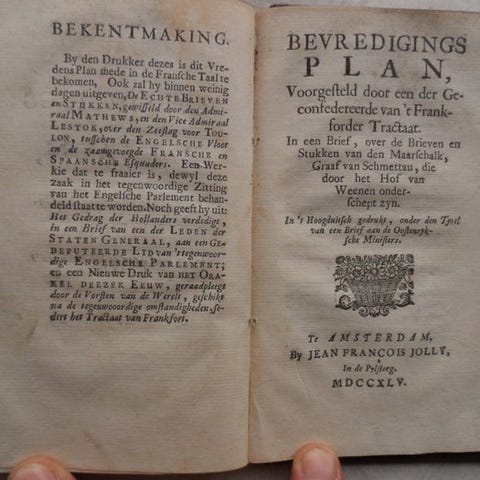 BEKENTMAKING.
By den Drukker dezes is dit Vre-
dens Plan mede in de Fransche Taal te
bekomen, Ook zal hy binnen weinig
dagen uitgeven, DE ECHTE BRIEVEN
en STUKKEN, gewisseld door den Admi-
raal MATHEWS, en den Vice Admiraal
LESTOK, over den Zeeslag voor TOU-
LON, tusschen de ENGELSCHE Vloot
en de zaamgevoegde FRANSCHE en
SPAANSCHE Esquaders. Een Wer-
kie dat te fraaier is, dewyl deze
zaak in het tegenwoordige Zitting
van het Engelsche Parlement behan-
deld staat te worden. Noch geeft hy uit:
Het Gedrag der Hollanders verdedigt,
in een Brief van een der LEDEN der
STATEN GENERAAL, aan een GE-
DEPUTEERDE LID van 't tegenwoor-
dige ENGELSCHE PARLEMENT;
en een Nieuwe Druk van HET ORA-
KEL DEEZER EEUW, geraadpleegt
door de Vorsten van de Werelt, geschikt
na de tegenwoordige omstandigheden, se-
dert het Tractaat van Frankfort.
BEVREDIGINGS
PLAN,
Voorgesteld door een der Ge-
confedereerde van 't Frank-
forder Tractaat.
In een Brief, over de Brieven en
Stukken van den Maarschalk,
Graaf van Schmettau, die
door het Hof van
Weenen onder-
schept zyn.
In 't Hoogduitsch gedrukt, onder den Tytel
van een Brief aan de Oostenryk-
sche Ministers.
Te AMSTERDAM,
By JEAN FRANÇOIS JOLLY,
In de Pylsteeg.
MDCCXLV.